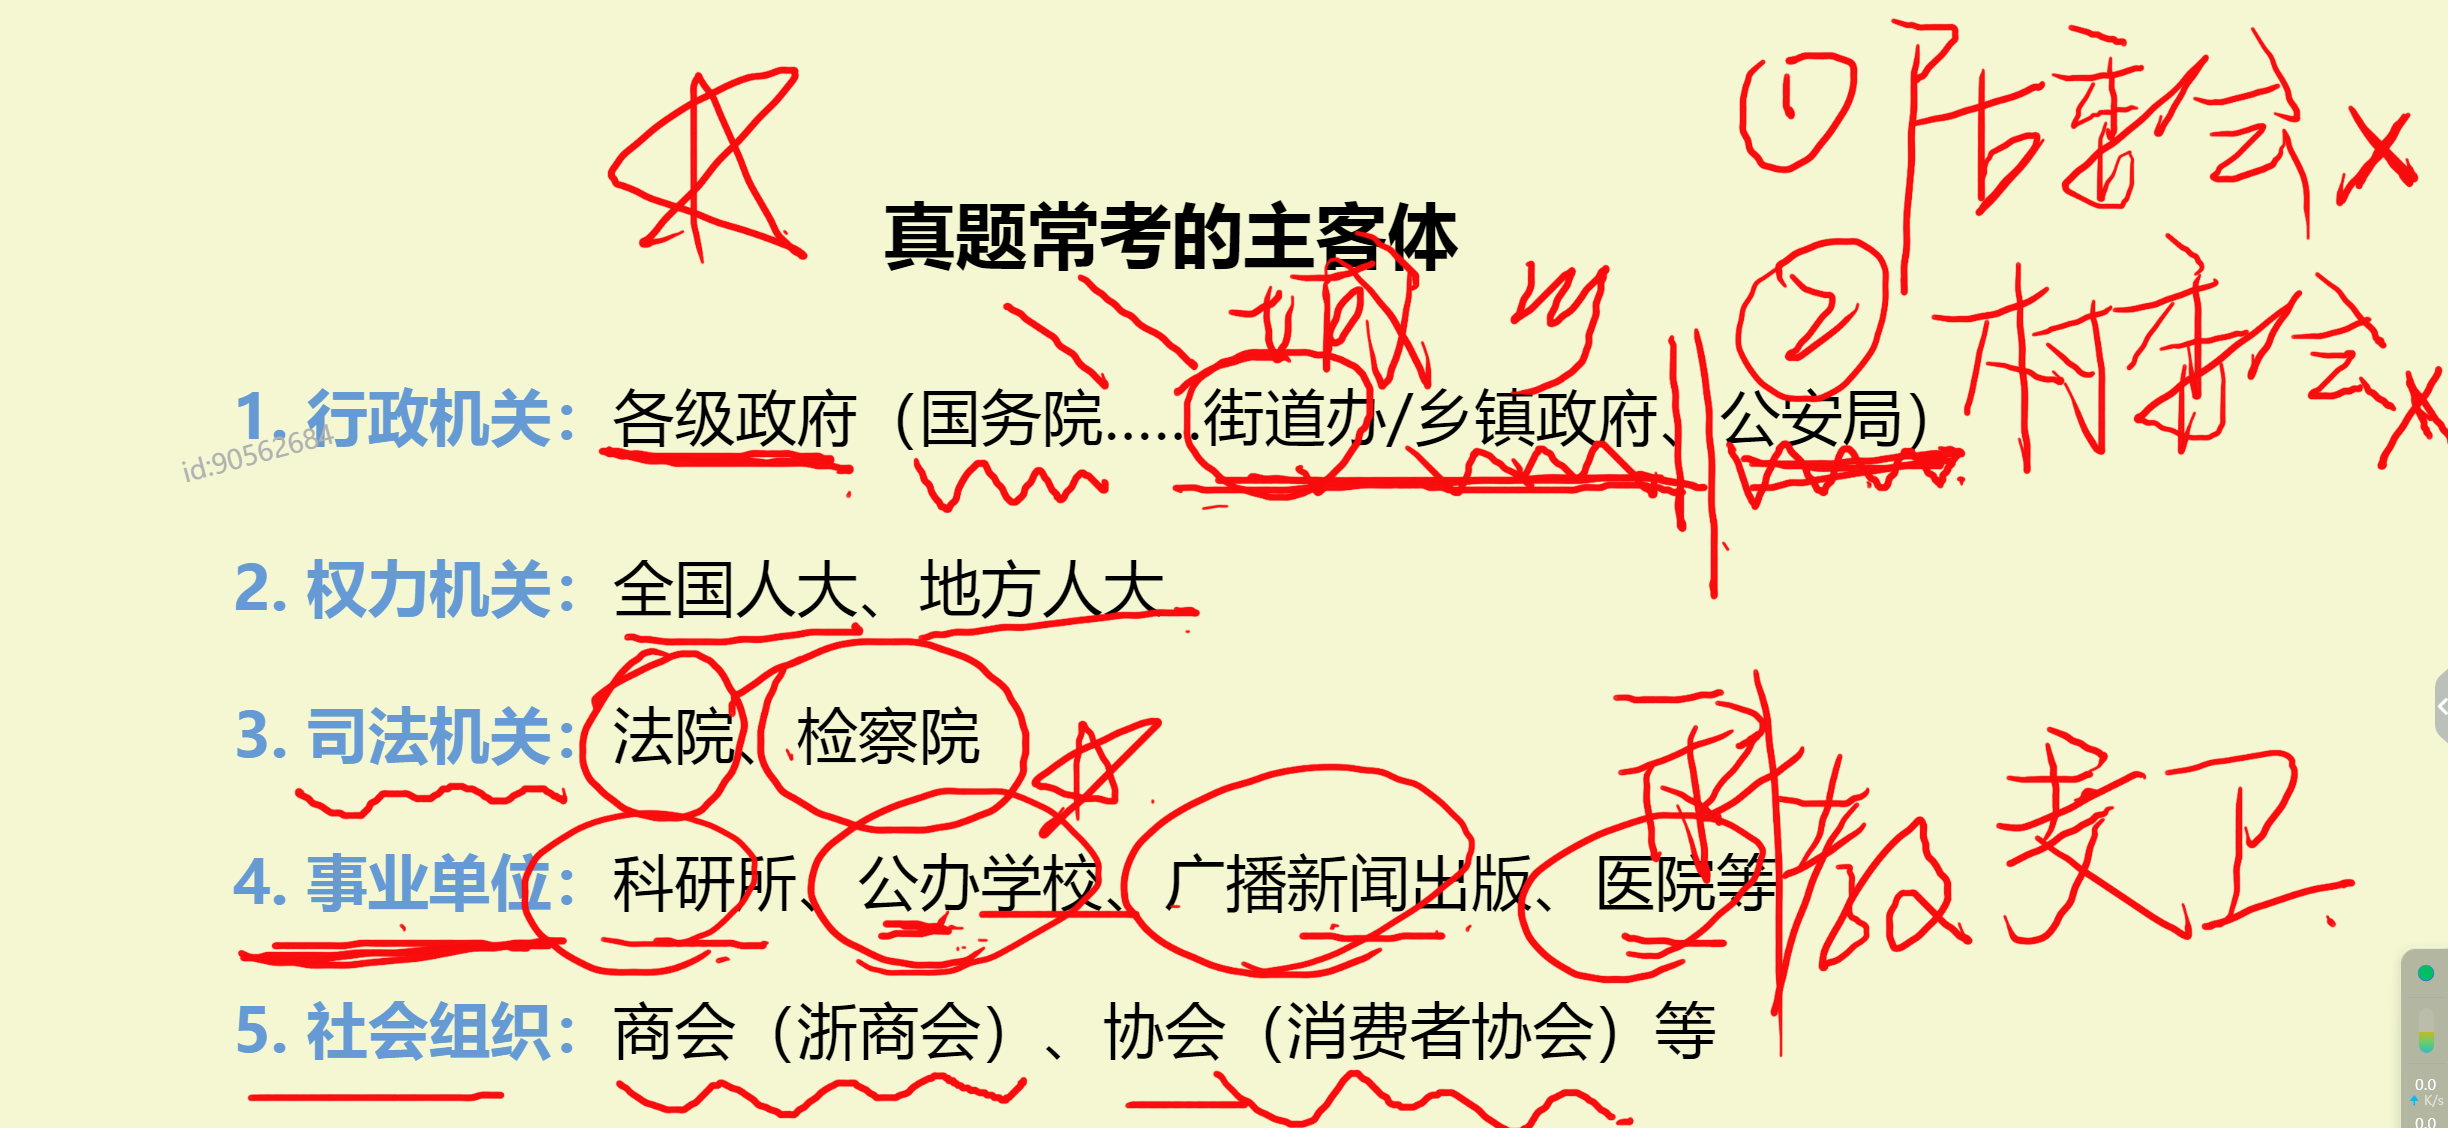 ① 居委会 ×
真题常考的主客体
② 村委会 ×
1. 行政机关：各级政府（国务院……街道办/乡镇政府、公安局）
id:90562684
2. 权力机关：全国人大、地方人大
3. 司法机关：法院、检察院
科教文卫
4. 事业单位：科研所、公办学校、广播新闻出版、医院等
5. 社会组织：商会（浙商会）、协会（消费者协会）等
0.0
K/s
0.0